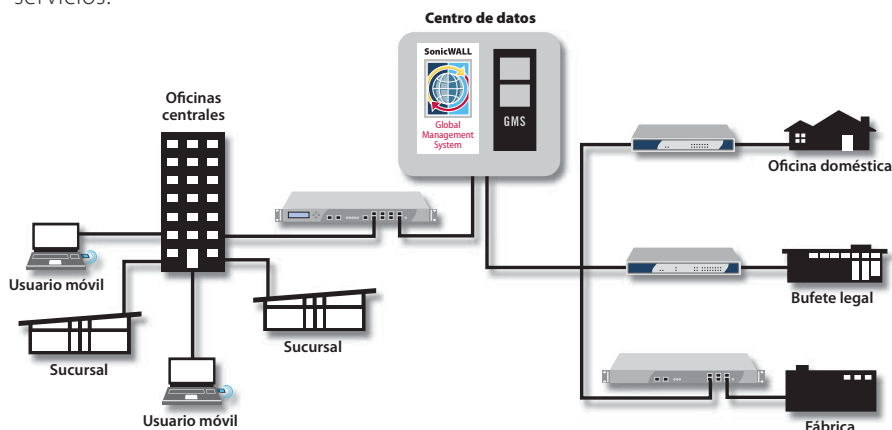 servicios.
Centro de datos
SonicWALL
Global
Management
System
GMS
Oficinas
centrales
Usuario móvil
Sucursal
Sucursal
Usuario móvil
Oficina doméstica
Bufete legal
Fábrica